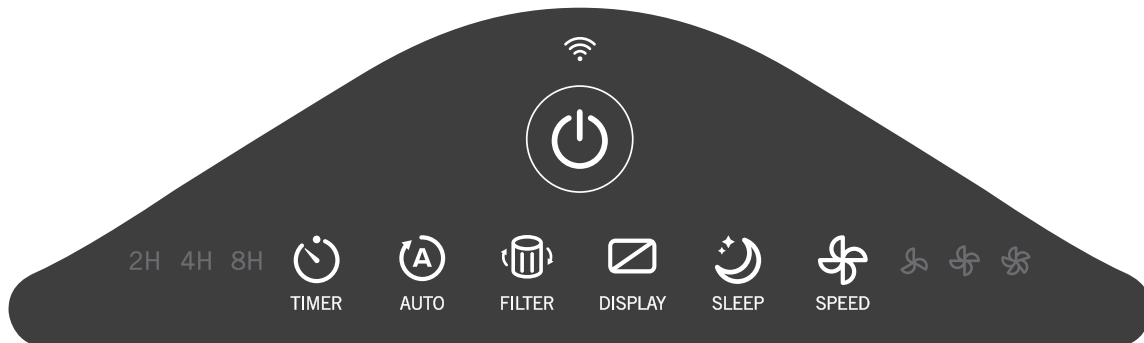 2H 4H 8H
TIMER AUTO FILTER DISPLAY SLEEP SPEED